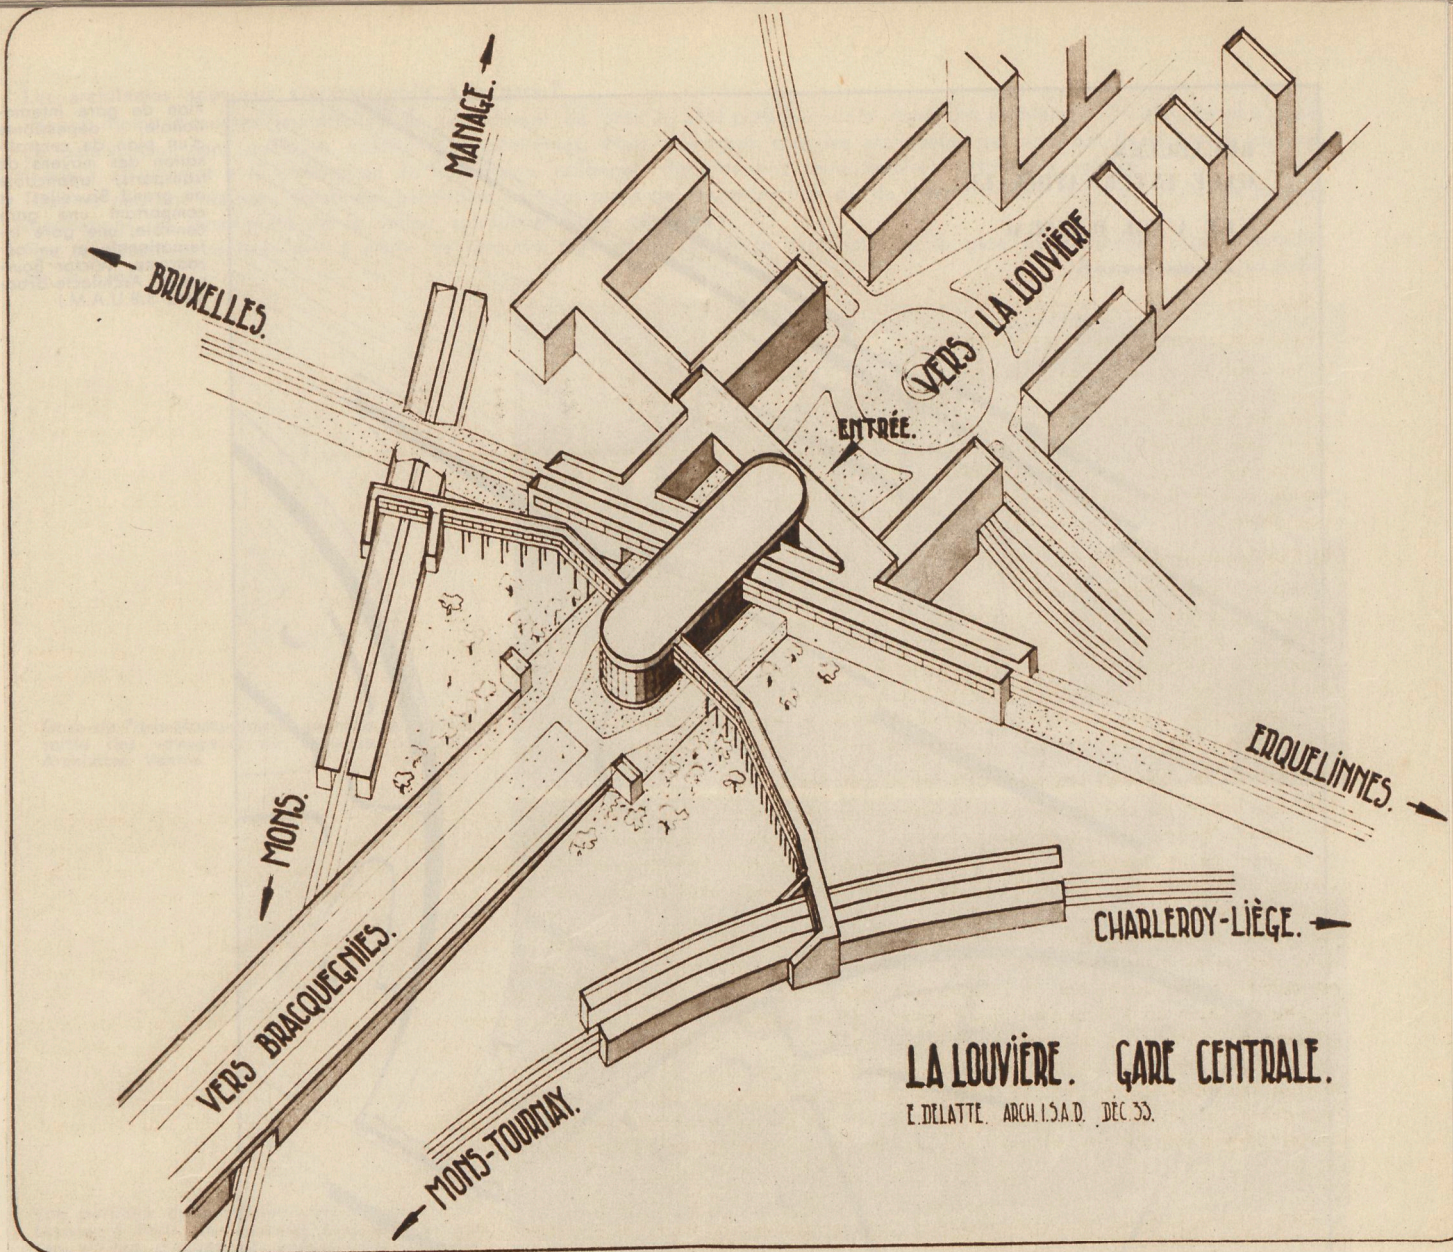 MANAGE.
BRUXELLES.
VERS LA LOUVIÈRE
ENTRÉE.
ERQUELINNES.
MONS.
CHARLEROY-LIÈGE.
VERS BRACQUEGNIES.
MONS-TOURNAY.
LA LOUVIÈRE. GARE CENTRALE.
E. DELATTE. ARCH. I.S.A.D. DÉC. 33.